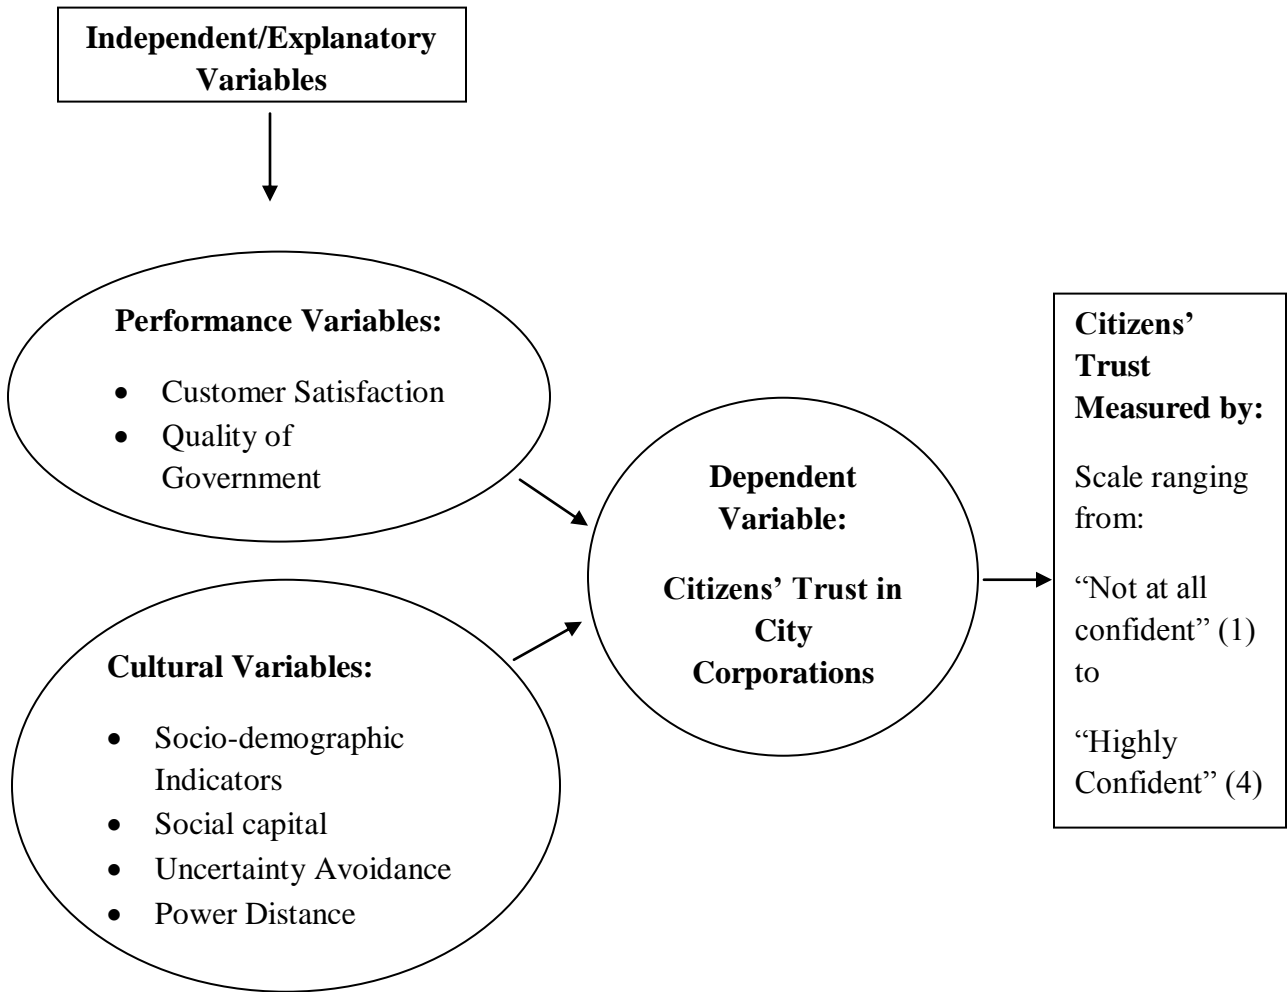 Independent/Explanatory
Variables
Performance Variables:
• Customer Satisfaction
• Quality of
Government
Cultural Variables:
• Socio-demographic
Indicators
• Social capital
• Uncertainty Avoidance
• Power Distance
Dependent
Variable:
Citizens’ Trust in
City
Corporations
Citizens’
Trust
Measured by:
Scale ranging
from:
“Not at all
confident” (1)
to
“Highly
Confident” (4)